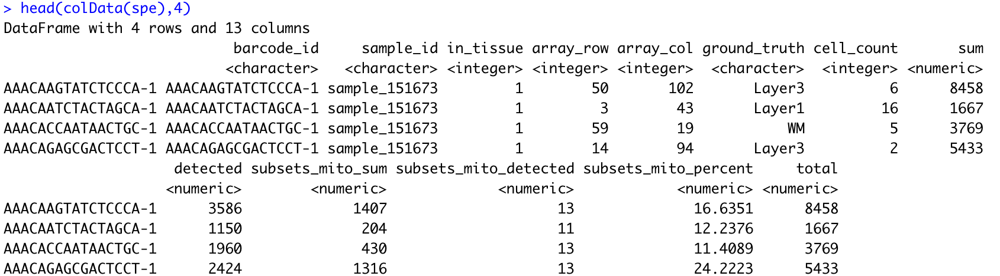 > head(colData(spe),4)
DataFrame with 4 rows and 13 columns
barcode_id sample_id in_tissue array_row array_col ground_truth cell_count sum
<character> <character> <integer> <integer> <integer> <character> <integer> <numeric>
AAACAAGTATCTCCCA-1 AAACAAGTATCTCCCA-1 sample_151673 1 50 102 Layer3 6 8458
AAACAATCTACTAGCA-1 AAACAATCTACTAGCA-1 sample_151673 1 3 43 Layer1 16 1667
AAACACCAATAACTGC-1 AAACACCAATAACTGC-1 sample_151673 1 59 19 WM 5 3769
AAACAGAGCGACTCCT-1 AAACAGAGCGACTCCT-1 sample_151673 1 14 94 Layer3 2 5433
detected subsets_mito_sum subsets_mito_detected subsets_mito_percent total
<numeric> <numeric> <numeric> <numeric> <numeric>
AAACAAGTATCTCCCA-1 3586 1407 13 16.6351 8458
AAACAATCTACTAGCA-1 1150 204 11 12.2376 1667
AAACACCAATAACTGC-1 1960 430 13 11.4089 3769
AAACAGAGCGACTCCT-1 2424 1316 13 24.2223 5433